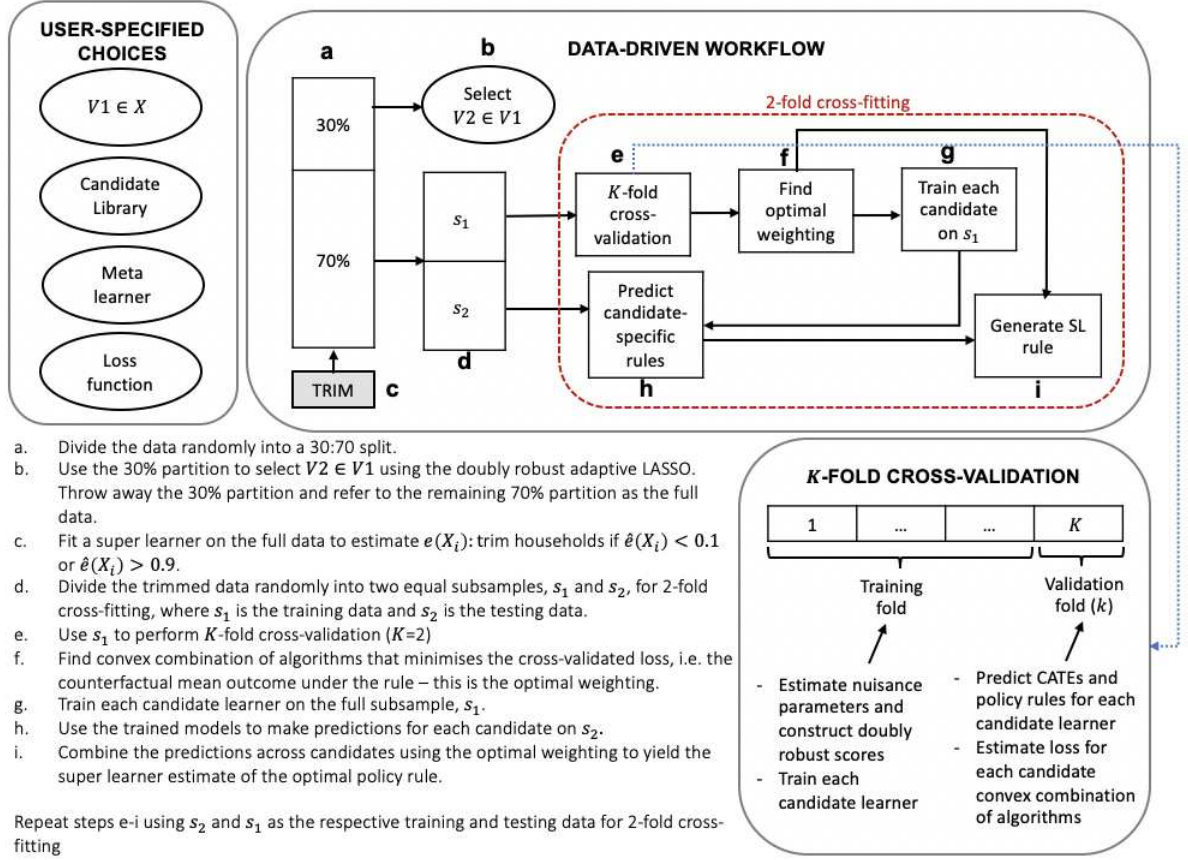 USER-SPECIFIED
CHOICES
V1 ∈ X
Candidate
Library
Meta
learner
Loss
function
DATA-DRIVEN WORKFLOW
a
30%
70%
TRIM
c
b
Select
V2 ∈ V1
s₁
s₂
d
2-fold cross-fitting
e
K-fold
cross-
validation
f
Find
optimal
weighting
g
Train each
candidate
on s₁
Predict
candidate-
specific
rules
h
Generate SL
rule
i
a. Divide the data randomly into a 30:70 split.
b. Use the 30% partition to select V2 ∈ V1 using the doubly robust adaptive LASSO.
Throw away the 30% partition and refer to the remaining 70% partition as the full
data.
c. Fit a super learner on the full data to estimate e(Xᵢ): trim households if ê(Xᵢ) < 0.1
or ê(Xᵢ) > 0.9.
d. Divide the trimmed data randomly into two equal subsamples, s₁ and s₂, for 2-fold
cross-fitting, where s₁ is the training data and s₂ is the testing data.
e. Use s₁ to perform K-fold cross-validation (K=2)
f. Find convex combination of algorithms that minimises the cross-validated loss, i.e. the
counterfactual mean outcome under the rule – this is the optimal weighting.
g. Train each candidate learner on the full subsample, s₁.
h. Use the trained models to make predictions for each candidate on s₂.
i. Combine the predictions across candidates using the optimal weighting to yield the
super learner estimate of the optimal policy rule.
Repeat steps e-i using s₂ and s₁ as the respective training and testing data for 2-fold cross-
fitting
K-FOLD CROSS-VALIDATION
1 ... ... K
Training
fold
Validation
fold (k)
- Estimate nuisance
parameters and
construct doubly
robust scores
- Train each
candidate learner
- Predict CATEs and
policy rules for each
candidate learner
- Estimate loss for
each candidate
convex combination
of algorithms